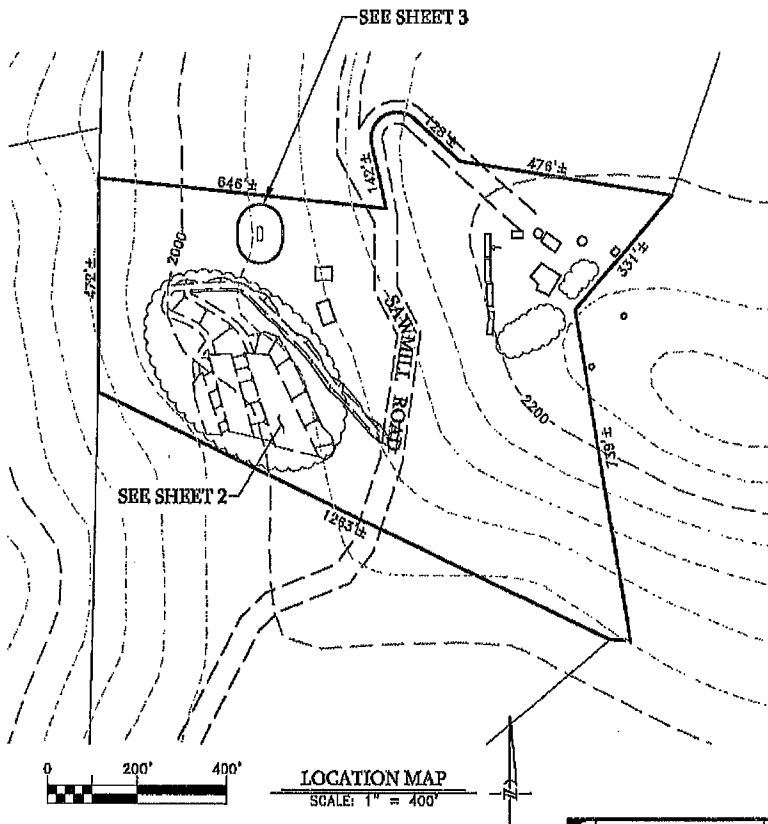 SEE SHEET 3
128'±
476'±
646'±
142'±
2000
472'±
331'±
SAWMILL ROAD
2200
739'±
SEE SHEET 2
1263'±
0 200' 400'
LOCATION MAP
SCALE: 1" = 400'
N